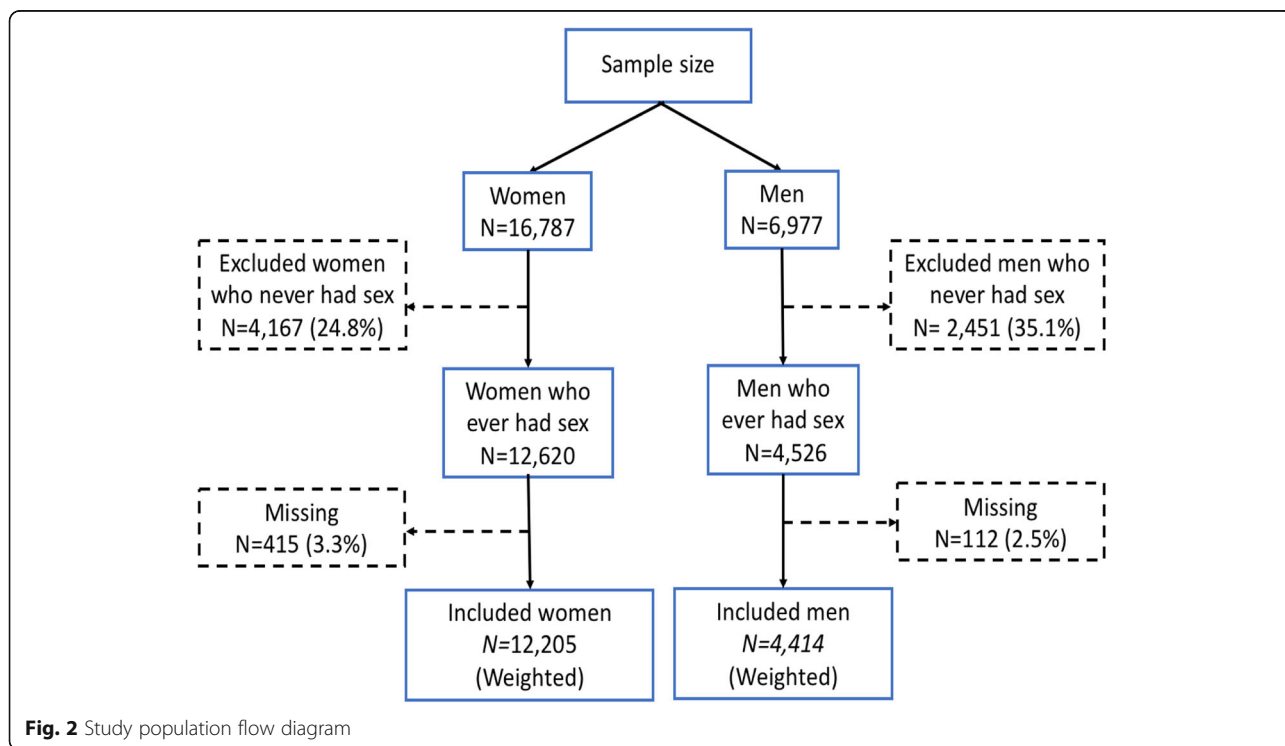 Sample size
Women
N=16,787
Men
N=6,977
Excluded women
who never had sex
N=4,167 (24.8%)
Excluded men who
never had sex
N= 2,451 (35.1%)
Women who
ever had sex
N=12,620
Men who
ever had sex
N=4,526
Missing
N=415 (3.3%)
Missing
N=112 (2.5%)
Included women
N=12,205
(Weighted)
Included men
N=4,414
(Weighted)
Fig. 2 Study population flow diagram